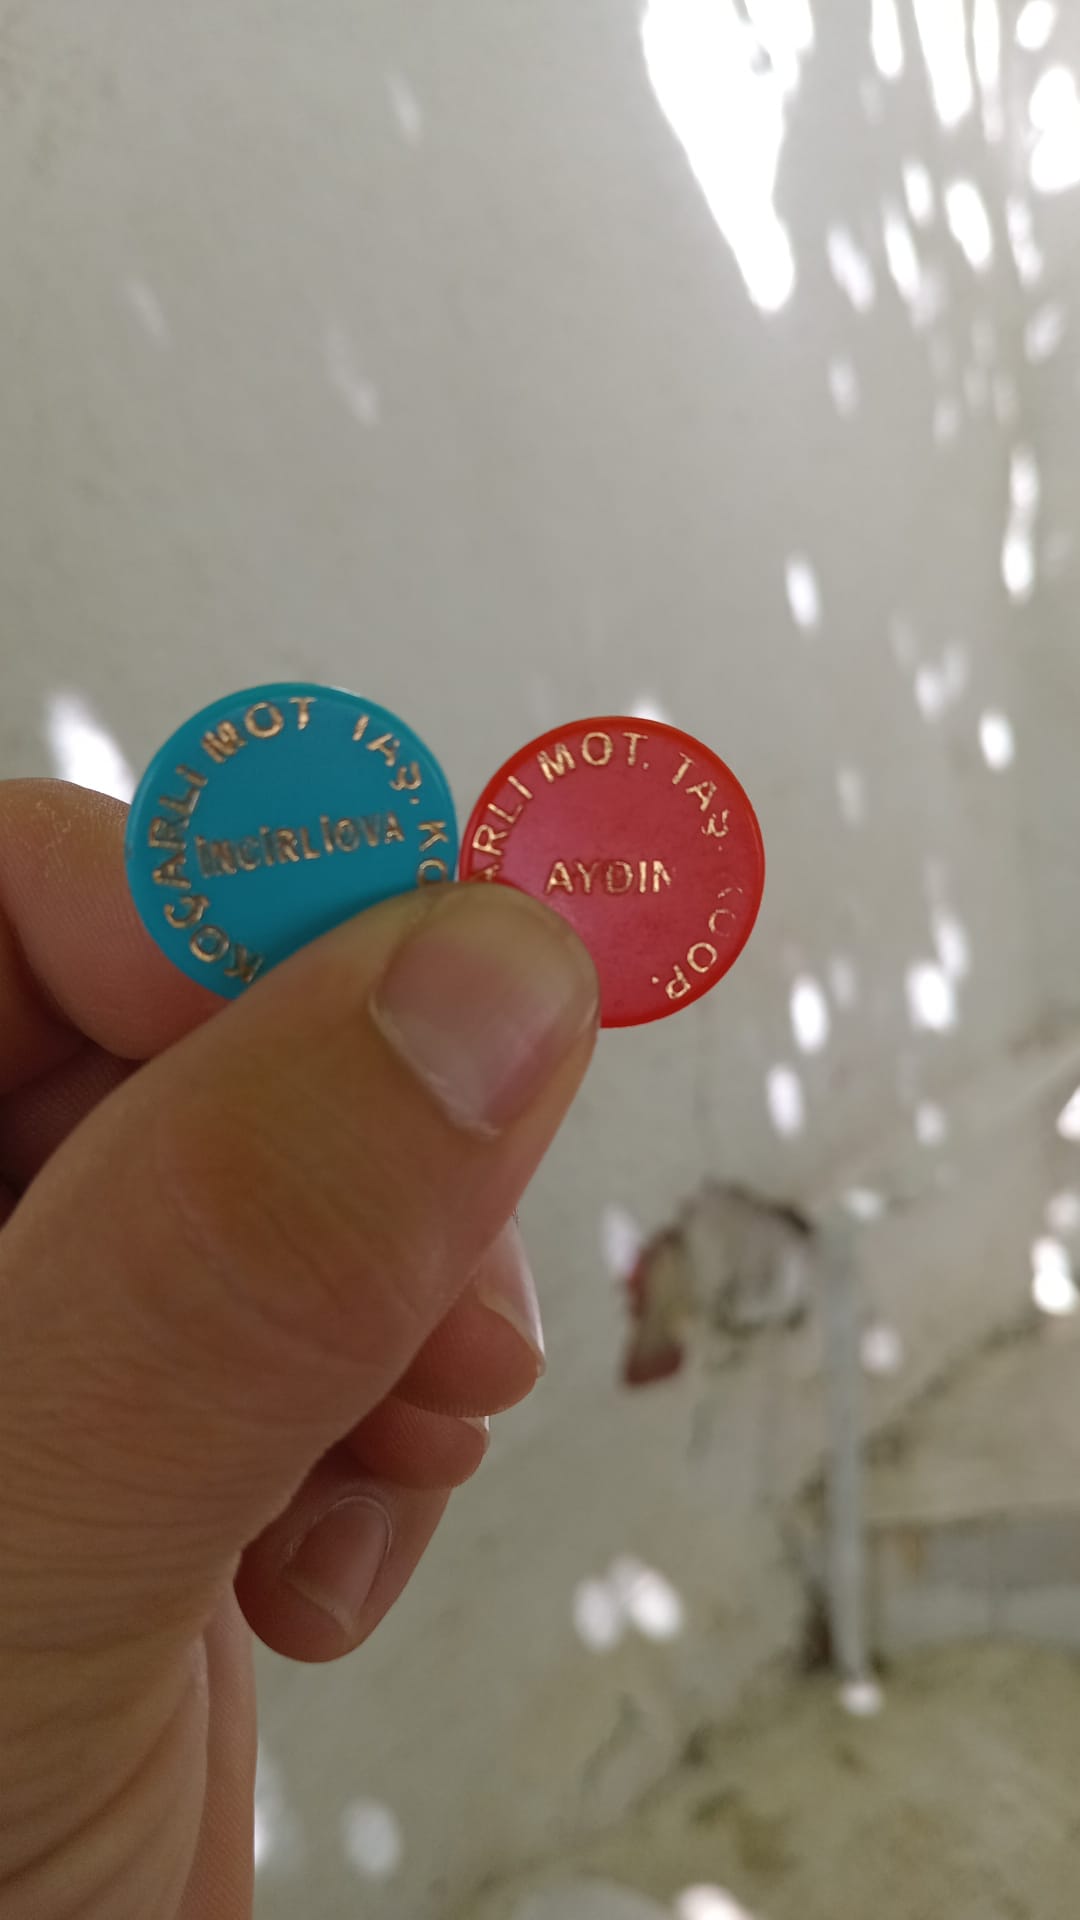 KOÇARLI MOT TAŞ. KO
İNCİRLİOVA
ARLI MOT. TAŞ. KOOP.
AYDIN